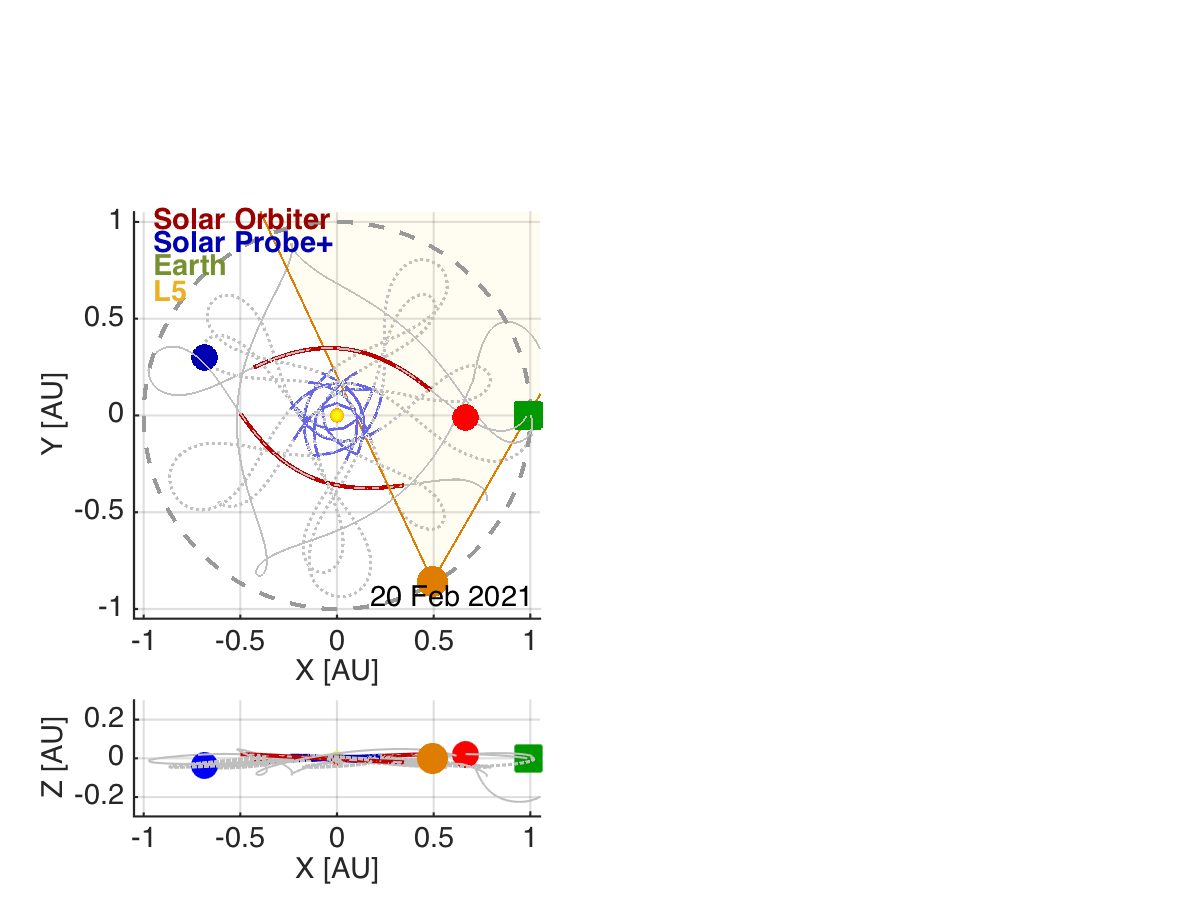 Solar Orbiter
Solar Probe+
Earth
L5
1
0.5
0
-0.5
-1
Y [AU]
20 Feb 2021
-1 -0.5 0 0.5 1
X [AU]
0.2
0
-0.2
Z [AU]
-1 -0.5 0 0.5 1
X [AU]